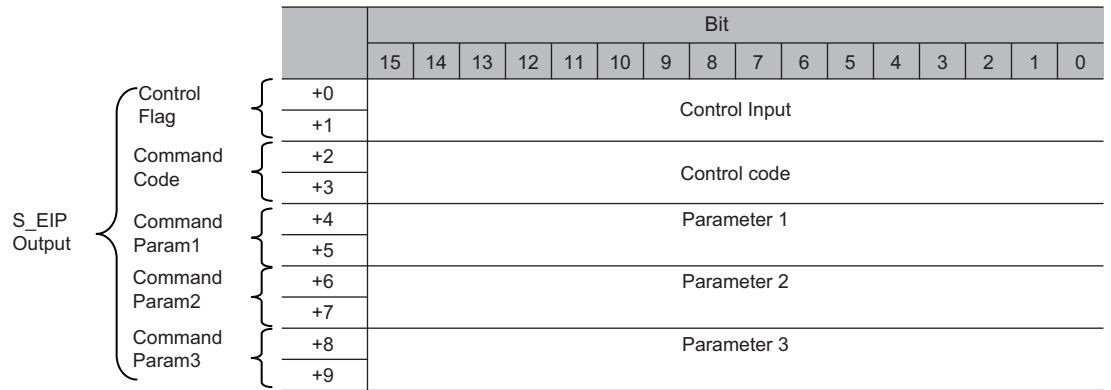 Bit
15 14 13 12 11 10 9 8 7 6 5 4 3 2 1 0
S_EIP
Output
Control
Flag
+0
+1
Control Input
Command
Code
+2
+3
Control code
Command
Param1
+4
+5
Parameter 1
Command
Param2
+6
+7
Parameter 2
Command
Param3
+8
+9
Parameter 3